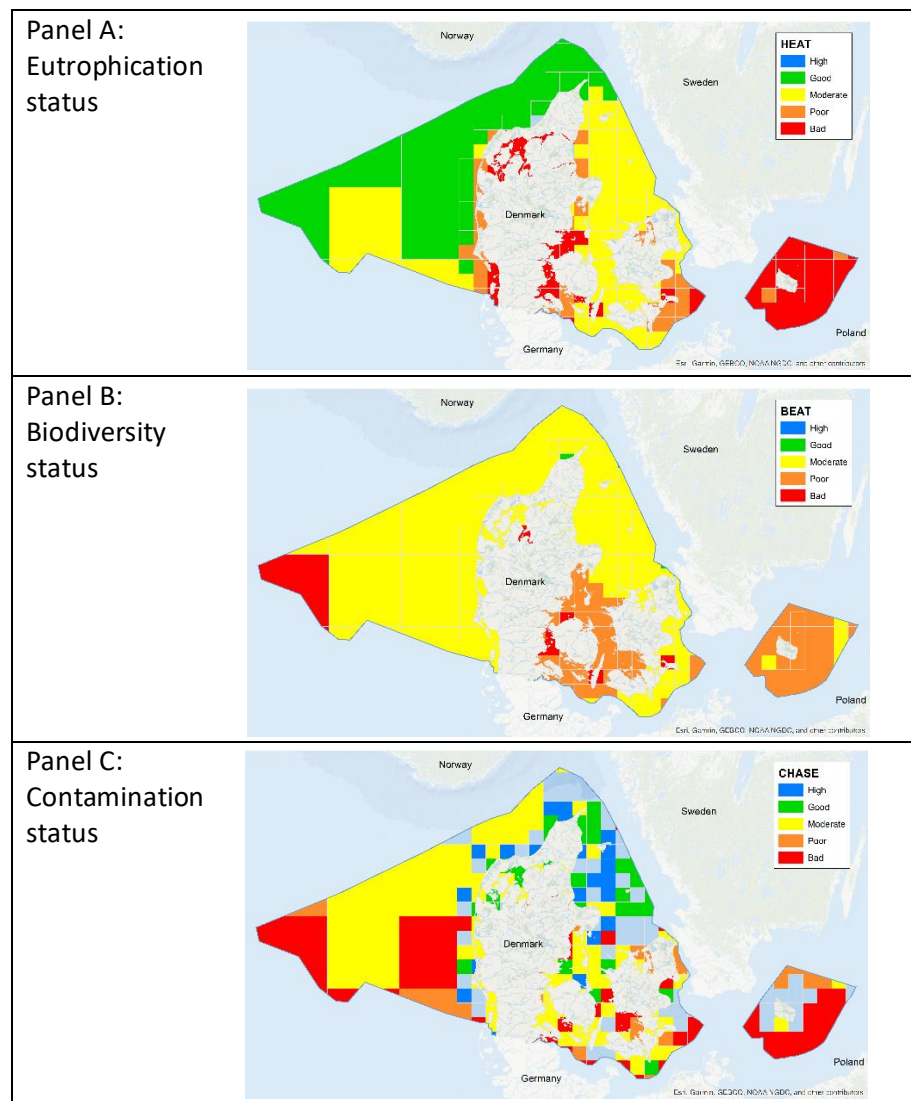 Panel A:
Eutrophication
status
Norway
Sweden
Denmark
Germany
Poland
HEAT
High
Good
Moderate
Poor
Bad
Esri, Garmin, GEBCO, NOAA NGDC, and other contributors
Panel B:
Biodiversity
status
Norway
Sweden
Denmark
Germany
Poland
BEAT
High
Good
Moderate
Poor
Bad
Esri, Garmin, GEBCO, NOAA NGDC, and other contributors
Panel C:
Contamination
status
Norway
Sweden
Denmark
Germany
Poland
CHASE
High
Good
Moderate
Poor
Bad
Esri, Garmin, GEBCO, NOAA NGDC, and other contributors